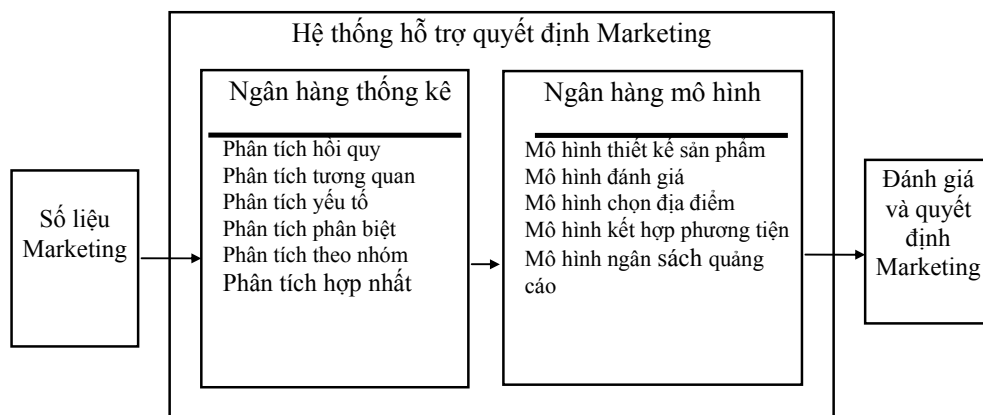 Hệ thống hỗ trợ quyết định Marketing
Số liệu
Marketing
Ngân hàng thống kê
Phân tích hồi quy
Phân tích tương quan
Phân tích yếu tố
Phân tích phân biệt
Phân tích theo nhóm
Phân tích hợp nhất
Ngân hàng mô hình
Mô hình thiết kế sản phẩm
Mô hình đánh giá
Mô hình chọn địa điểm
Mô hình kết hợp phương tiện
Mô hình ngân sách quảng
cáo
Đánh giá
và quyết
định
Marketing